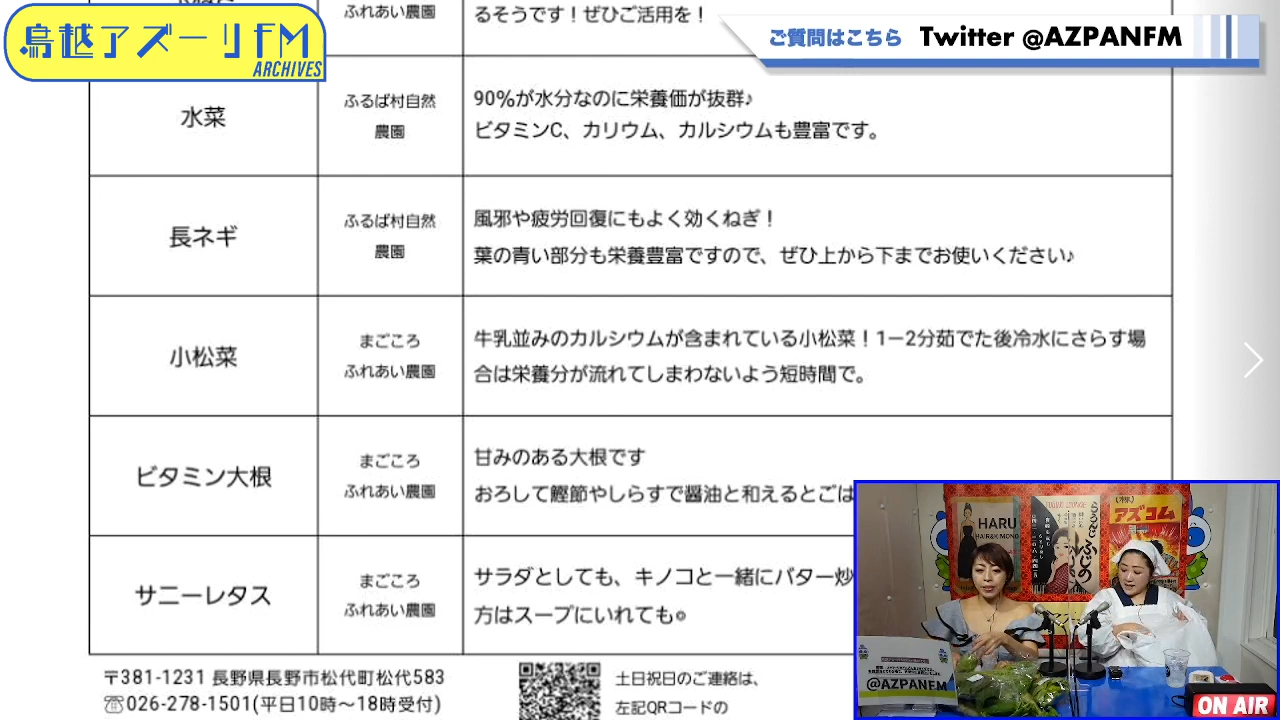 鳥越アズーリFM
ARCHIVES
ご質問はこちら Twitter @AZPANFM
ふれあい農園
るそうです！ぜひご活用を！
水菜
ふるば村自然
農園
90％が水分なのに栄養価が抜群♪
ビタミンC、カリウム、カルシウムも豊富です。
長ネギ
ふるば村自然
農園
風邪や疲労回復にもよく効くねぎ！
葉の青い部分も栄養豊富ですので、ぜひ上から下までお使いください♪
小松菜
まごころ
ふれあい農園
牛乳並みのカルシウムが含まれている小松菜！1ー2分茹でた後冷水にさらす場
合は栄養分が流れてしまわないよう短時間で。
ビタミン大根
まごころ
ふれあい農園
甘みのある大根です
おろして鰹節やしらすで醤油と和えるとごは
サニーレタス
まごころ
ふれあい農園
サラダとしても、キノコと一緒にバター炒
方はスープにいれても◎
〒381-1231 長野県長野市松代町松代583
☏026-278-1501(平日10時〜18時受付)
土日祝日のご連絡は、
左記QRコードの
HARU
HAIR&KIMONO
アズコム
@AZPANFM
ON AIR